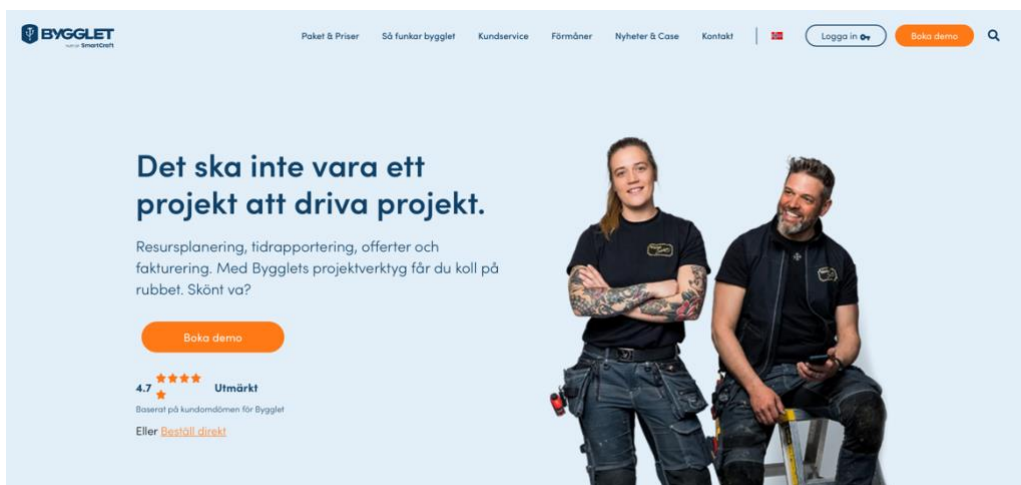 BYGGLET
SmartCraft
Paket & Priser
Så funkar bygglet
Kundservice
Förmåner
Nyheter & Case
Kontakt
Logga in
Boka demo
Det ska inte vara ett
projekt att driva projekt.
Resursplanering, tidrapportering, offerter och
fakturering. Med Bygglets projektverktyg får du koll på
rubbet. Skönt va?
Boka demo
4.7
Utmärkt
Baserat på kundomdömen för Bygglet
Eller Beställ direkt